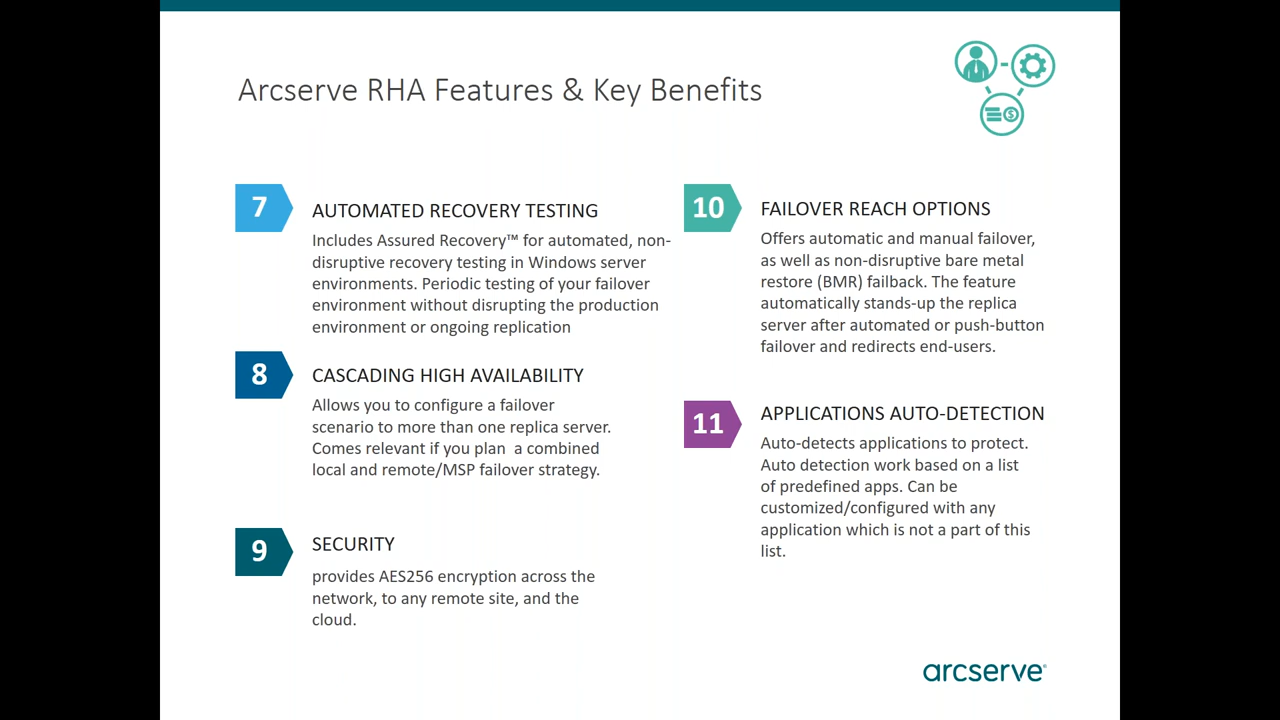 Arcserve RHA Features & Key Benefits
7
AUTOMATED RECOVERY TESTING
Includes Assured Recovery™ for automated, non-
disruptive recovery testing in Windows server
environments. Periodic testing of your failover
environment without disrupting the production
environment or ongoing replication
8
CASCADING HIGH AVAILABILITY
Allows you to configure a failover
scenario to more than one replica server.
Comes relevant if you plan  a combined
local and remote/MSP failover strategy.
9
SECURITY
provides AES256 encryption across the
network, to any remote site, and the
cloud.
10
FAILOVER REACH OPTIONS
Offers automatic and manual failover,
as well as non-disruptive bare metal
restore (BMR) failback. The feature
automatically stands-up the replica
server after automated or push-button
failover and redirects end-users.
11
APPLICATIONS AUTO-DETECTION
Auto-detects applications to protect.
Auto detection work based on a list
of predefined apps. Can be
customized/configured with any
application which is not a part of this
list.
arcserve®